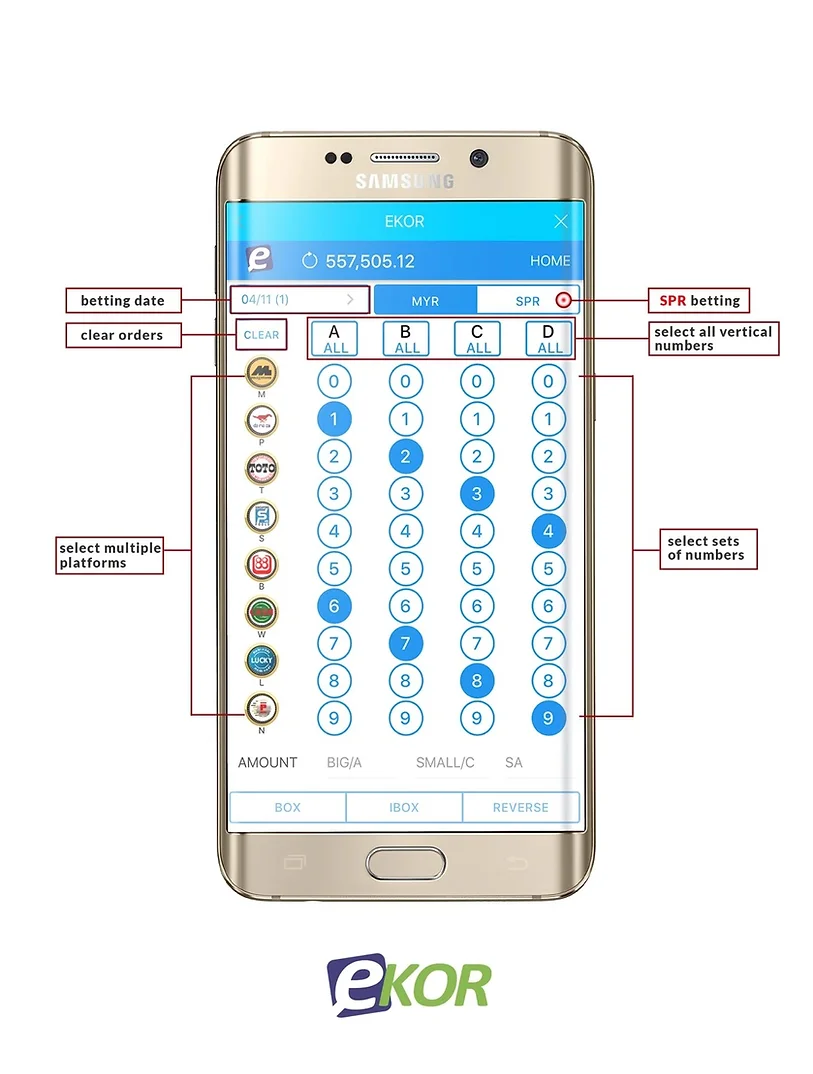 SAMSUNG
EKOR
e 557,505.12 HOME
betting date
04/11 (1)
MYR
SPR
SPR betting
clear orders
CLEAR
A B C D
ALL ALL ALL ALL
select all vertical
numbers
M
0 0 0 0
P
1 1 1 1
TOTO
T
2 2 2 2
S
3 3 3 3
4 4 4 4
select multiple
platforms
select sets
of numbers
88
B
5 5 5 5
W
6 6 6 6
LUCKY
L
7 7 7 7
8 8 8 8
N
9 9 9 9
AMOUNT BIG/A SMALL/C SA
BOX IBOX REVERSE
eKOR